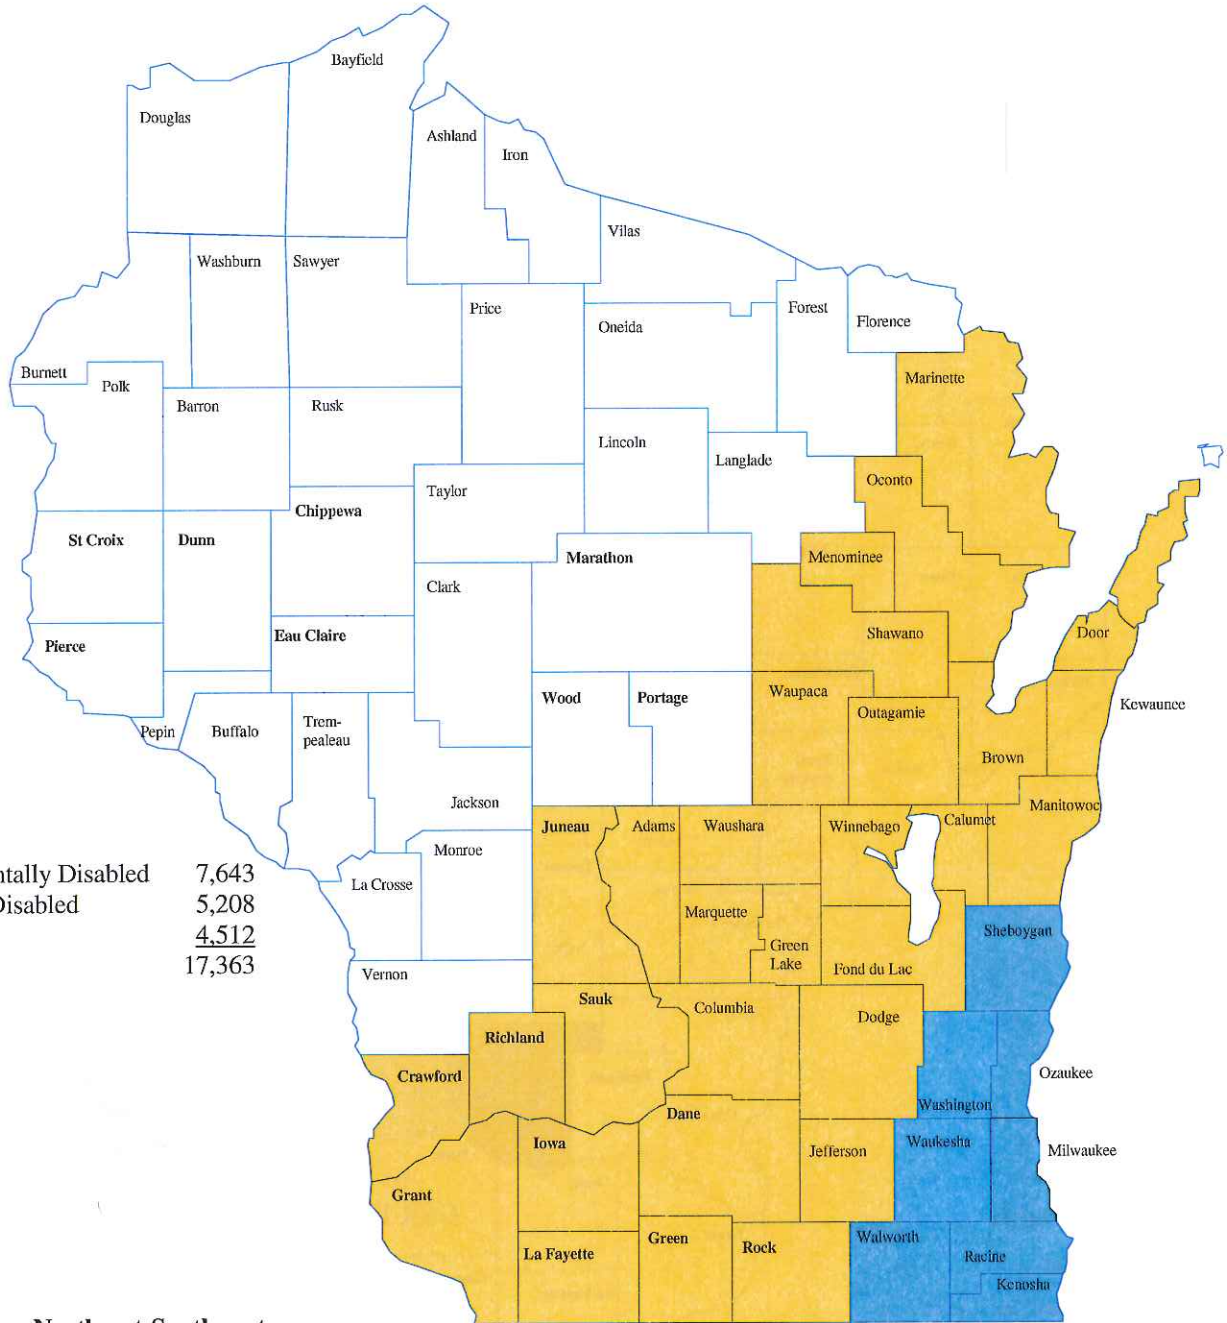 Bayfield
Douglas
Ashland
Iron
Vilas
Washburn
Sawyer
Price
Forest
Oneida
Florence
Burnett
Polk
Marinette
Barron
Rusk
Lincoln
Langlade
Oconto
Taylor
Chippewa
St Croix
Dunn
Marathon
Menominee
Clark
Eau Claire
Shawano
Door
Pierce
Waupaca
Wood
Portage
Kewaunee
Outagamie
Pepin
Buffalo
Trem-
pealeau
Brown
Jackson
Manitowoc
Juneau
Adams
Waushara
Winnebago
Calumet
Monroe
ntally Disabled 7,643
La Crosse
Disabled 5,208
Marquette
4,512
Sheboygan
Green
Lake
17,363
Fond du Lac
Vernon
Sauk
Columbia
Dodge
Richland
Ozaukee
Crawford
Washington
Dane
Iowa
Waukesha
Jefferson
Milwaukee
Grant
Walworth
Green
Rock
La Fayette
Racine
Kenosha